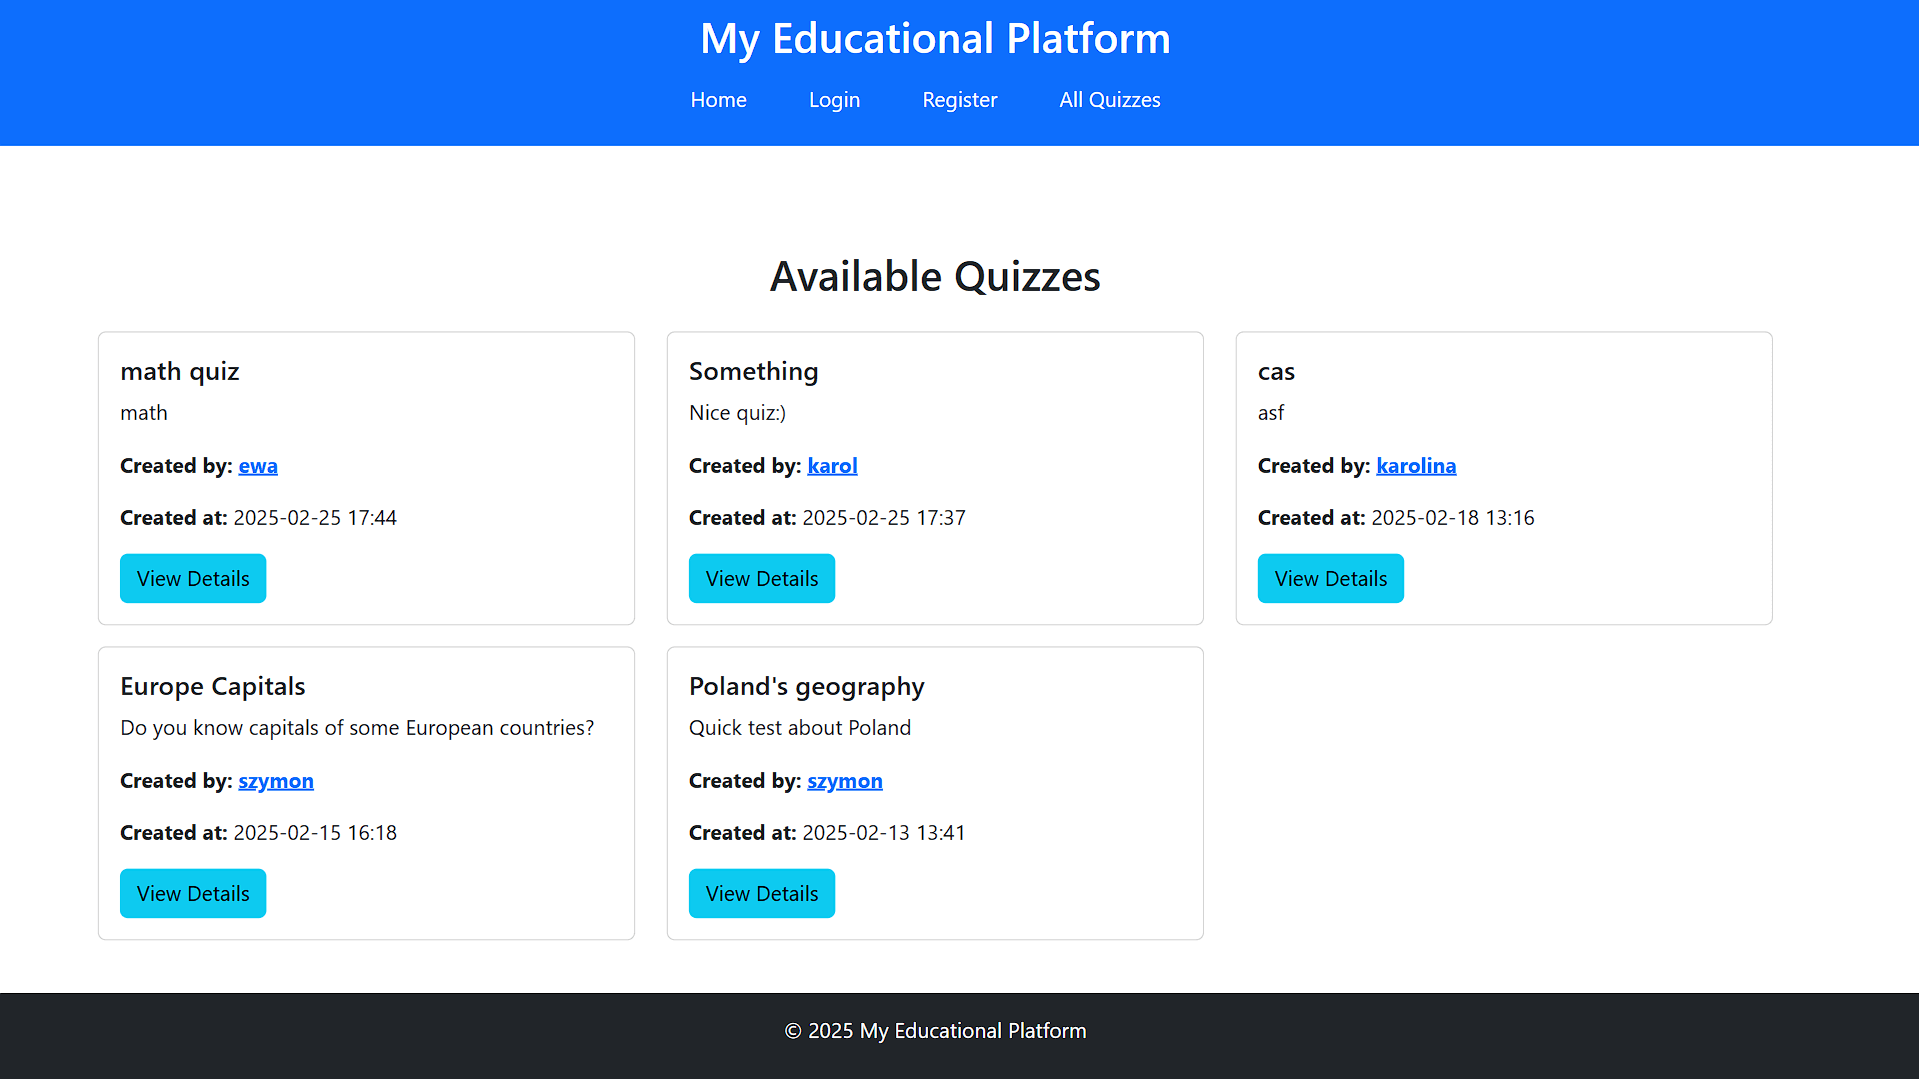 My Educational Platform
Home Login Register All Quizzes
Available Quizzes
math quiz
math
Created by: ewa
Created at: 2025-02-25 17:44
View Details
Something
Nice quiz:)
Created by: karol
Created at: 2025-02-25 17:37
View Details
cas
asf
Created by: karolina
Created at: 2025-02-18 13:16
View Details
Europe Capitals
Do you know capitals of some European countries?
Created by: szymon
Created at: 2025-02-15 16:18
View Details
Poland's geography
Quick test about Poland
Created by: szymon
Created at: 2025-02-13 13:41
View Details
© 2025 My Educational Platform